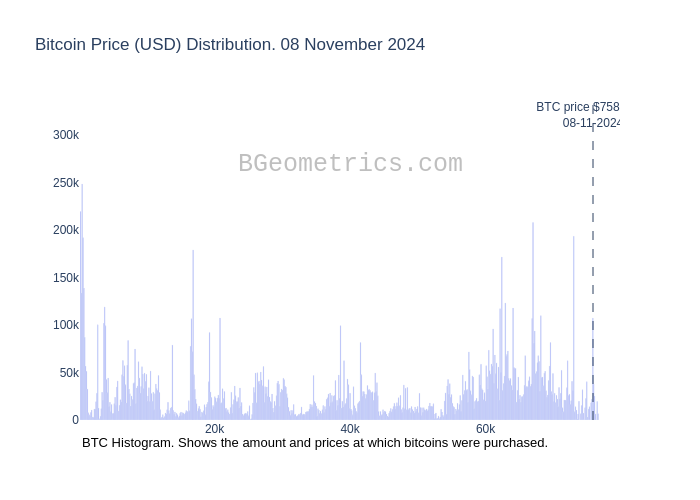 Bitcoin Price (USD) Distribution. 08 November 2024
BTC price $758
08-11-2024
300k
BGeometrics.com
250k
200k
150k
100k
50k
0
20k
40k
60k
BTC Histogram. Shows the amount and prices at which bitcoins were purchased.